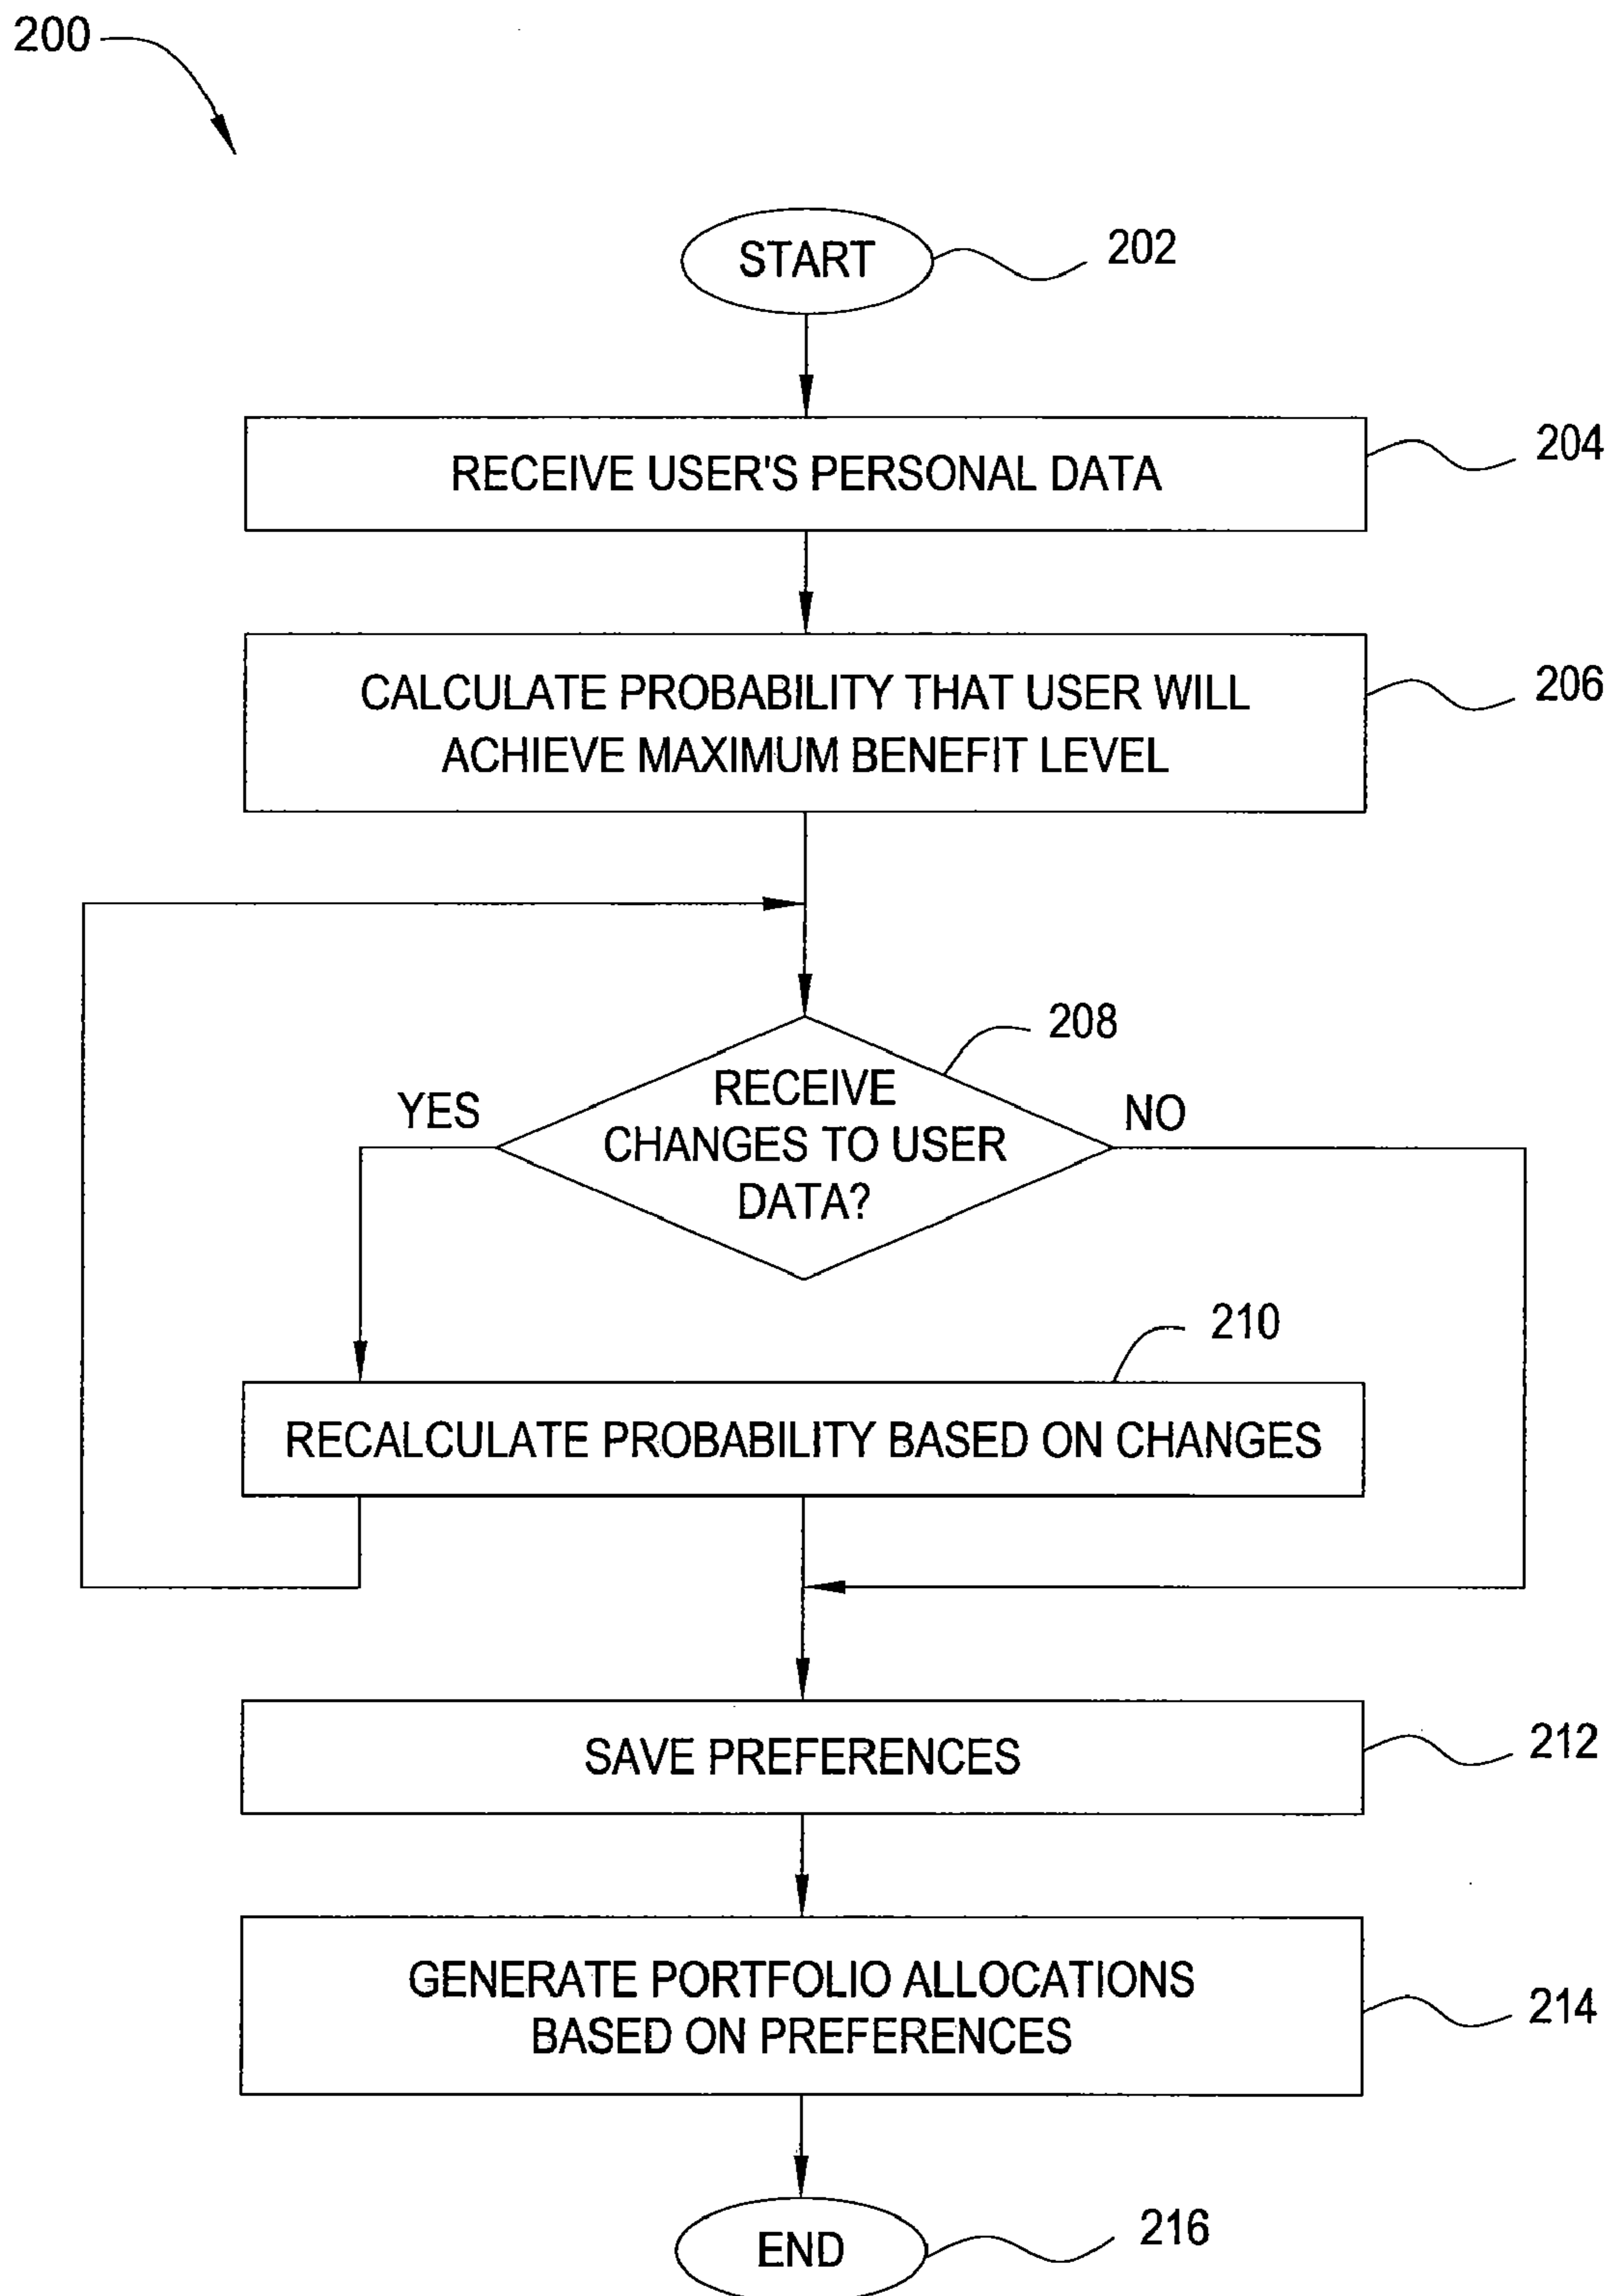 200
START
202
RECEIVE USER'S PERSONAL DATA
204
CALCULATE PROBABILITY THAT USER WILL
ACHIEVE MAXIMUM BENEFIT LEVEL
206
208
YES
RECEIVE
CHANGES TO USER
DATA?
NO
210
RECALCULATE PROBABILITY BASED ON CHANGES
SAVE PREFERENCES
212
GENERATE PORTFOLIO ALLOCATIONS
BASED ON PREFERENCES
214
END
216